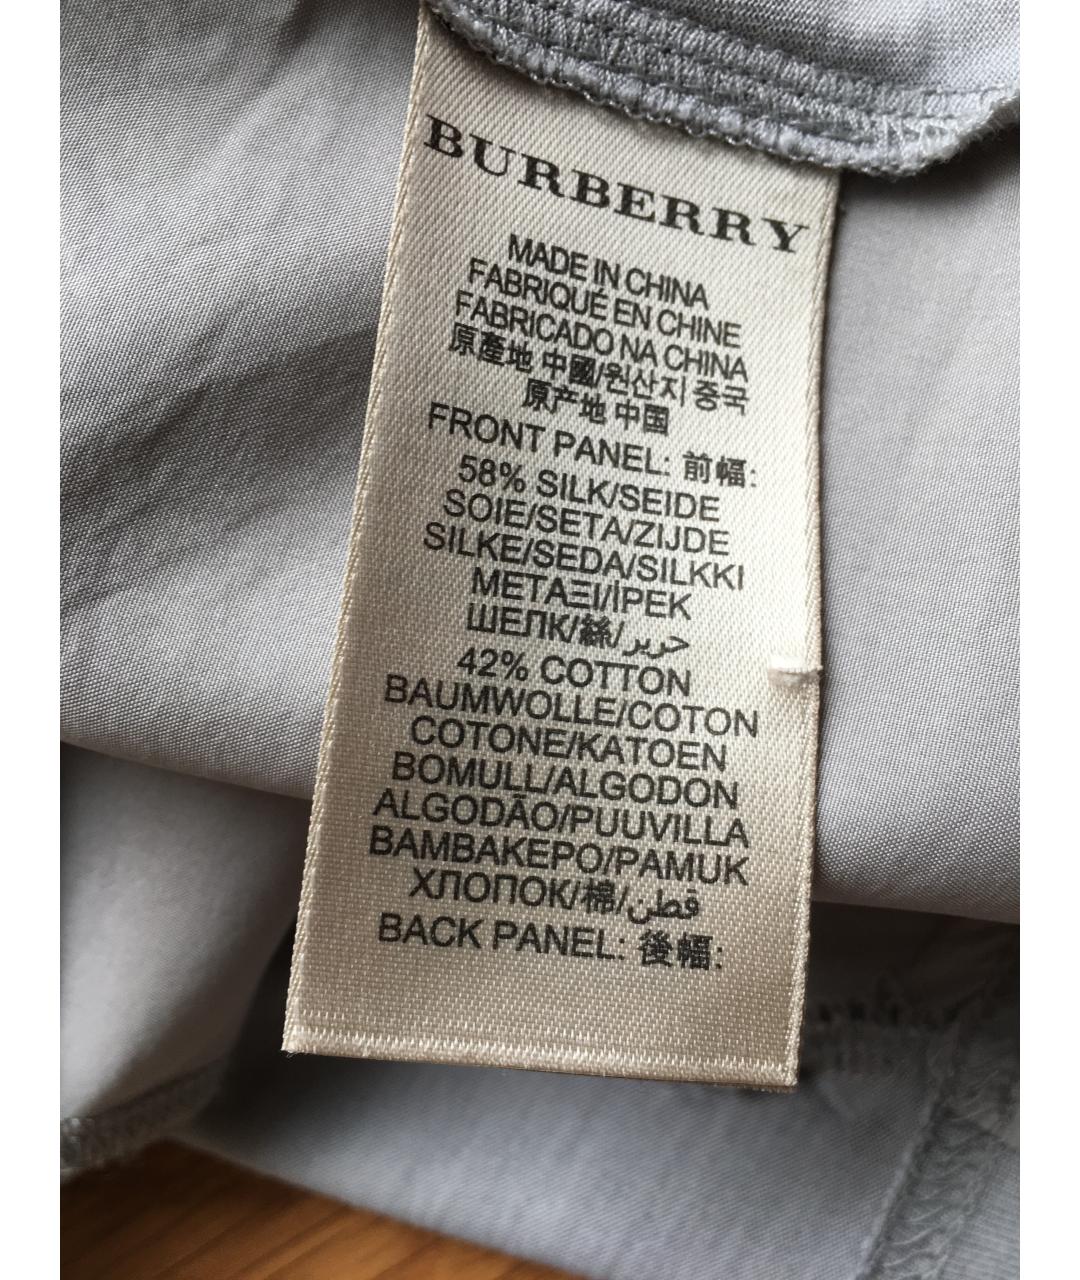 BURBERRY
MADE IN CHINA
FABRIQUÉ EN CHINE
FABRICADO NA CHINA
原產地 中國/원산지 중국
原产地 中国
FRONT PANEL: 前幅:
58% SILK/SEIDE
SOIE/SETA/ZIJDE
SILKE/SEDA/SILKKI
ΜΕΤΑΞΙ/İPEK
ШЕЛК/絲/حرير
42% COTTON
BAUMWOLLE/COTON
COTONE/KATOEN
BOMULL/ALGODON
ALGODÃO/PUUVILLA
ΒΑΜΒΑΚΕΡΟ/PAMUK
ХЛОПОК/棉/قطن
BACK PANEL: 後幅: